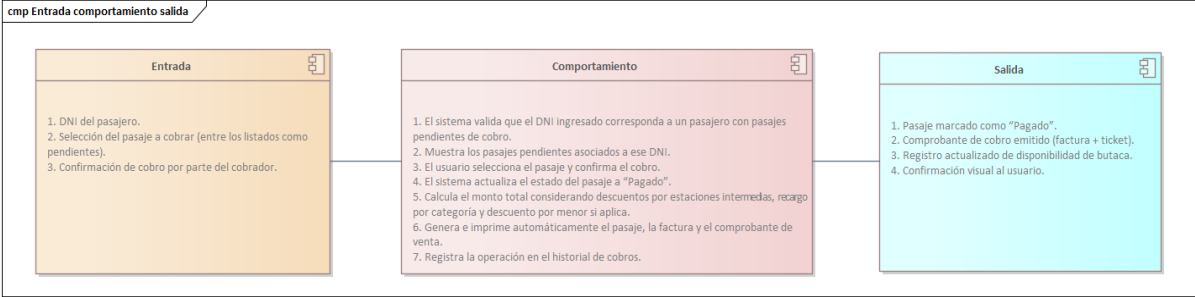 cmp Entrada comportamiento salida
Entrada
1. DNI del pasajero.
2. Selección del pasaje a cobrar (entre los listados como
pendientes).
3. Confirmación de cobro por parte del cobrador.
Comportamiento
1. El sistema valida que el DNI ingresado corresponda a un pasajero con pasajes
pendientes de cobro.
2. Muestra los pasajes pendientes asociados a ese DNI.
3. El usuario selecciona el pasaje y confirma el cobro.
4. El sistema actualiza el estado del pasaje a “Pagado”.
5. Calcula el monto total considerando descuentos por estaciones intermedias, recargo
por categoría y descuento por menor si aplica.
6. Genera e imprime automáticamente el pasaje, la factura y el comprobante de
venta.
7. Registra la operación en el historial de cobros.
Salida
1. Pasaje marcado como “Pagado”.
2. Comprobante de cobro emitido (factura + ticket).
3. Registro actualizado de disponibilidad de butaca.
4. Confirmación visual al usuario.